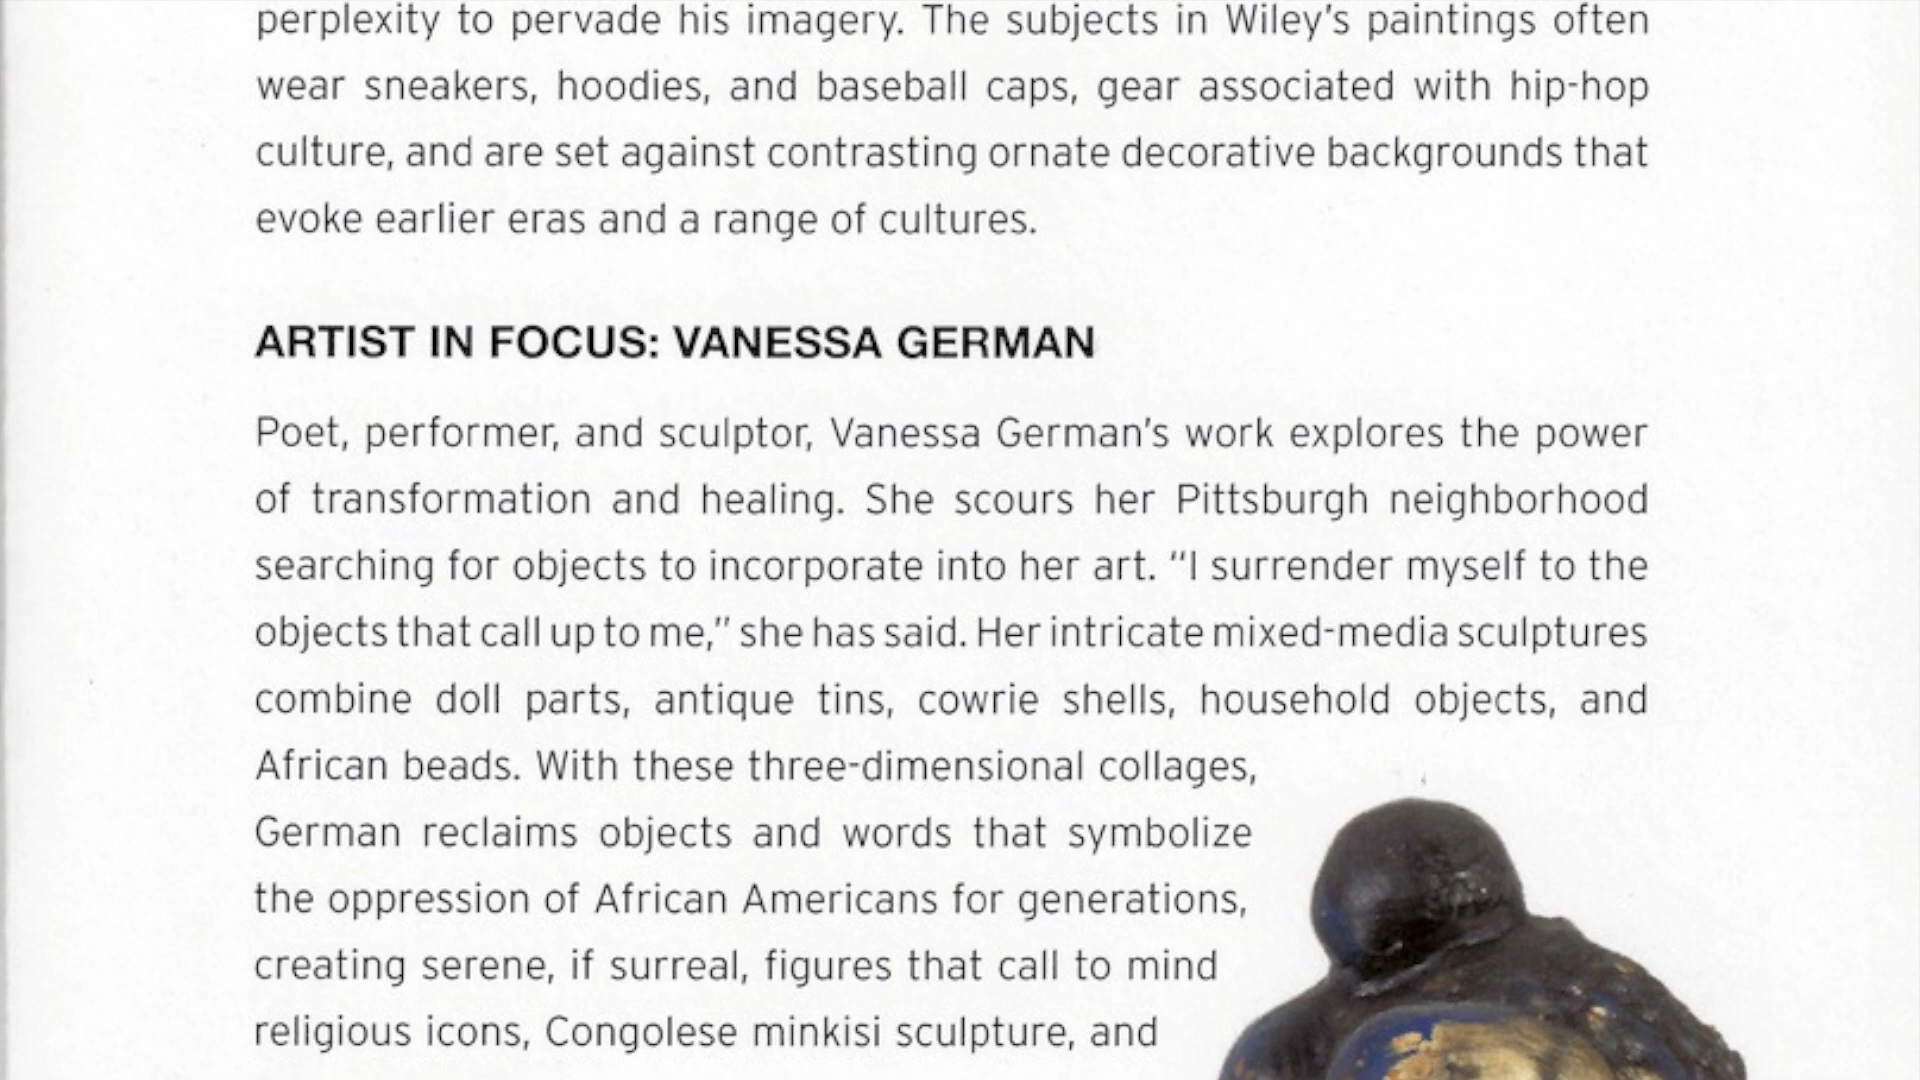 perplexity to pervade his imagery. The subjects in Wiley’s paintings often
wear sneakers, hoodies, and baseball caps, gear associated with hip-hop
culture, and are set against contrasting ornate decorative backgrounds that
evoke earlier eras and a range of cultures.
ARTIST IN FOCUS: VANESSA GERMAN
Poet, performer, and sculptor, Vanessa German’s work explores the power
of transformation and healing. She scours her Pittsburgh neighborhood
searching for objects to incorporate into her art. “I surrender myself to the
objects that call up to me,” she has said. Her intricate mixed-media sculptures
combine doll parts, antique tins, cowrie shells, household objects, and
African beads. With these three-dimensional collages,
German reclaims objects and words that symbolize
the oppression of African Americans for generations,
creating serene, if surreal, figures that call to mind
religious icons, Congolese minkisi sculpture, and